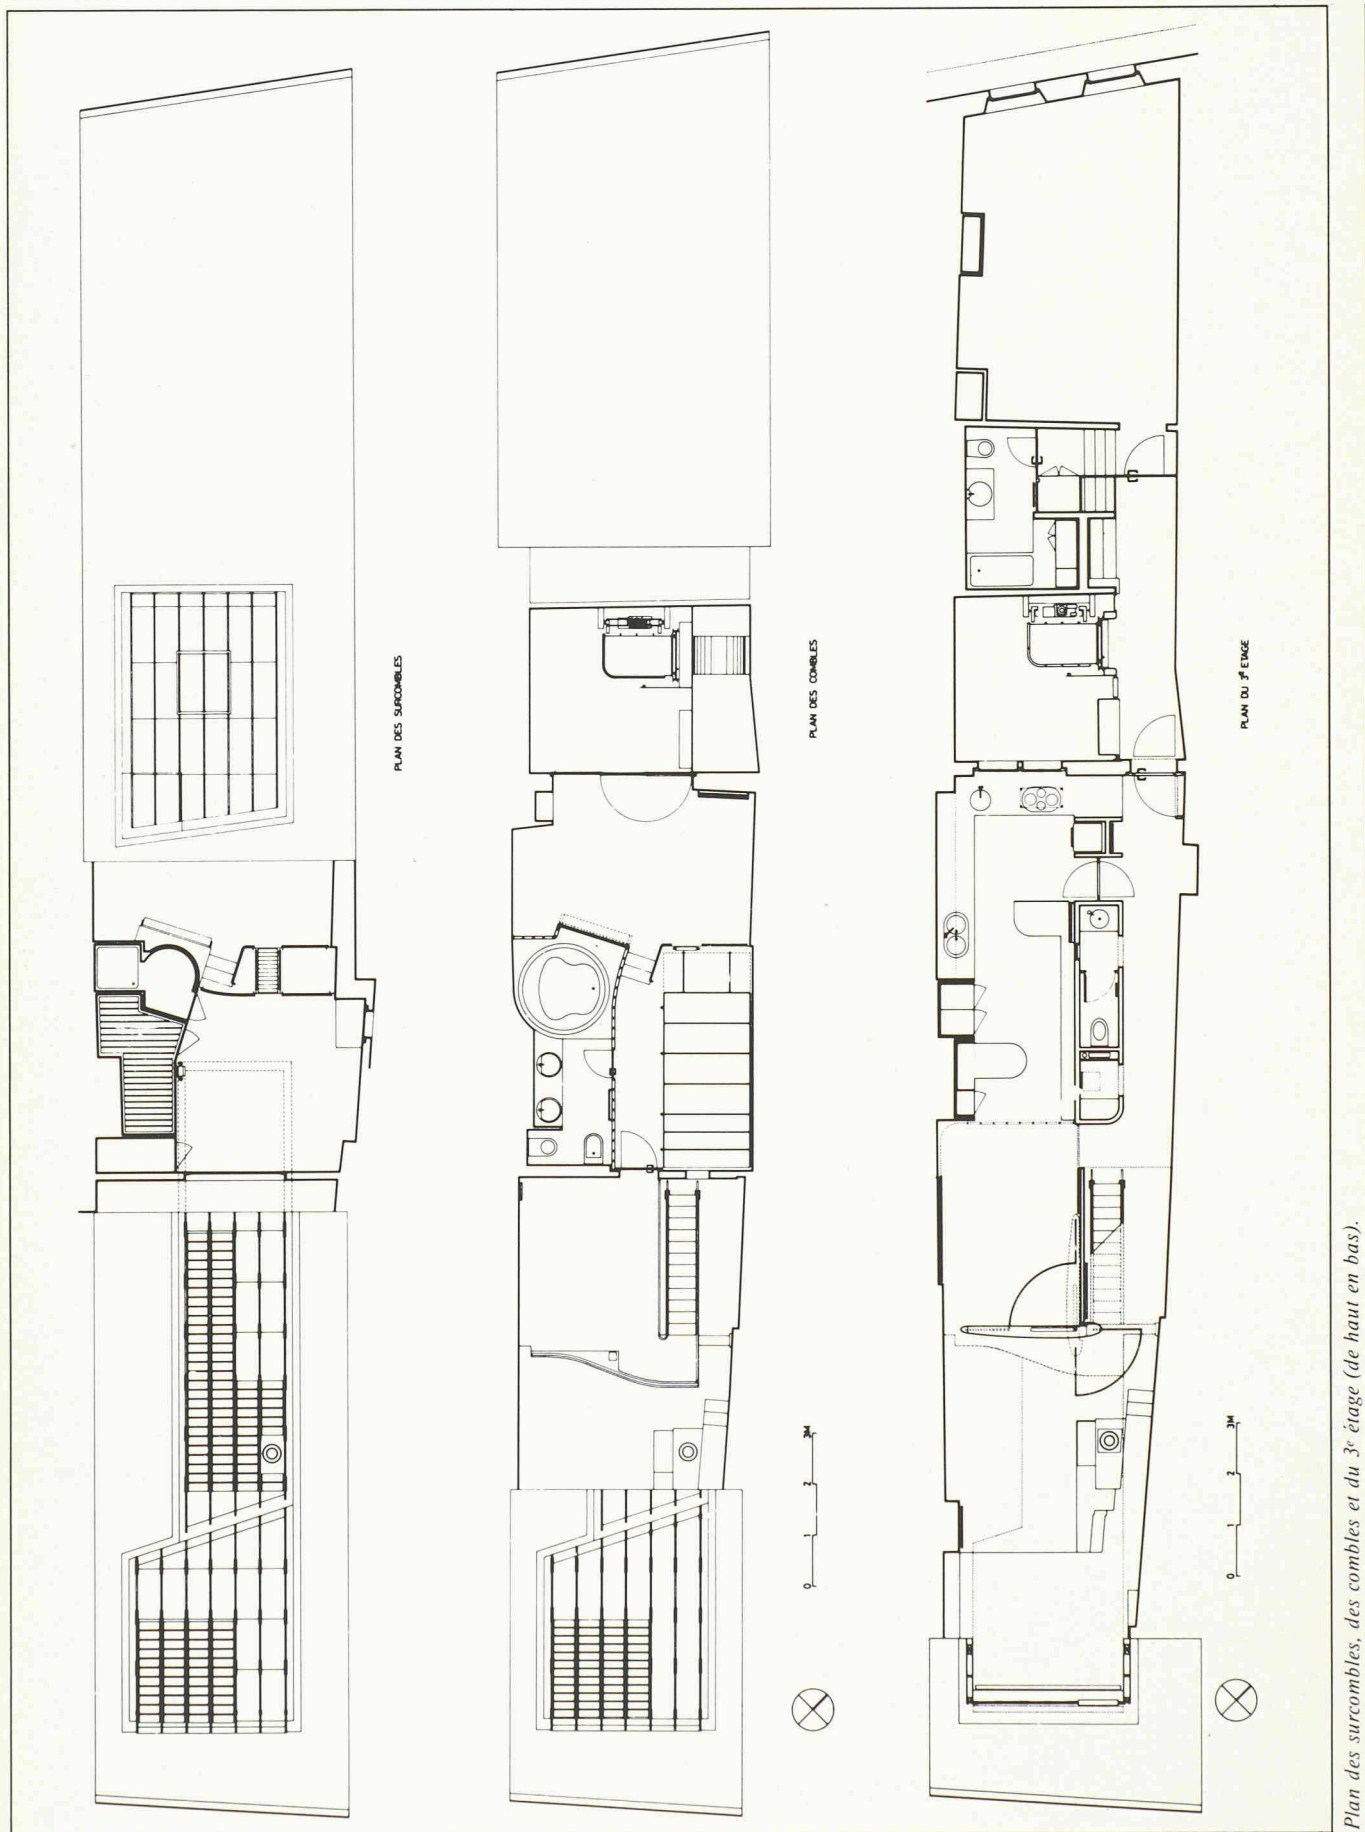 PLAN DES SURCOMBLES
PLAN DES COMBLES
0 1 2 3M
PLAN DU 3e ETAGE
0 1 2 3M
Plan des surcombles, des combles et du 3e étage (de haut en bas).